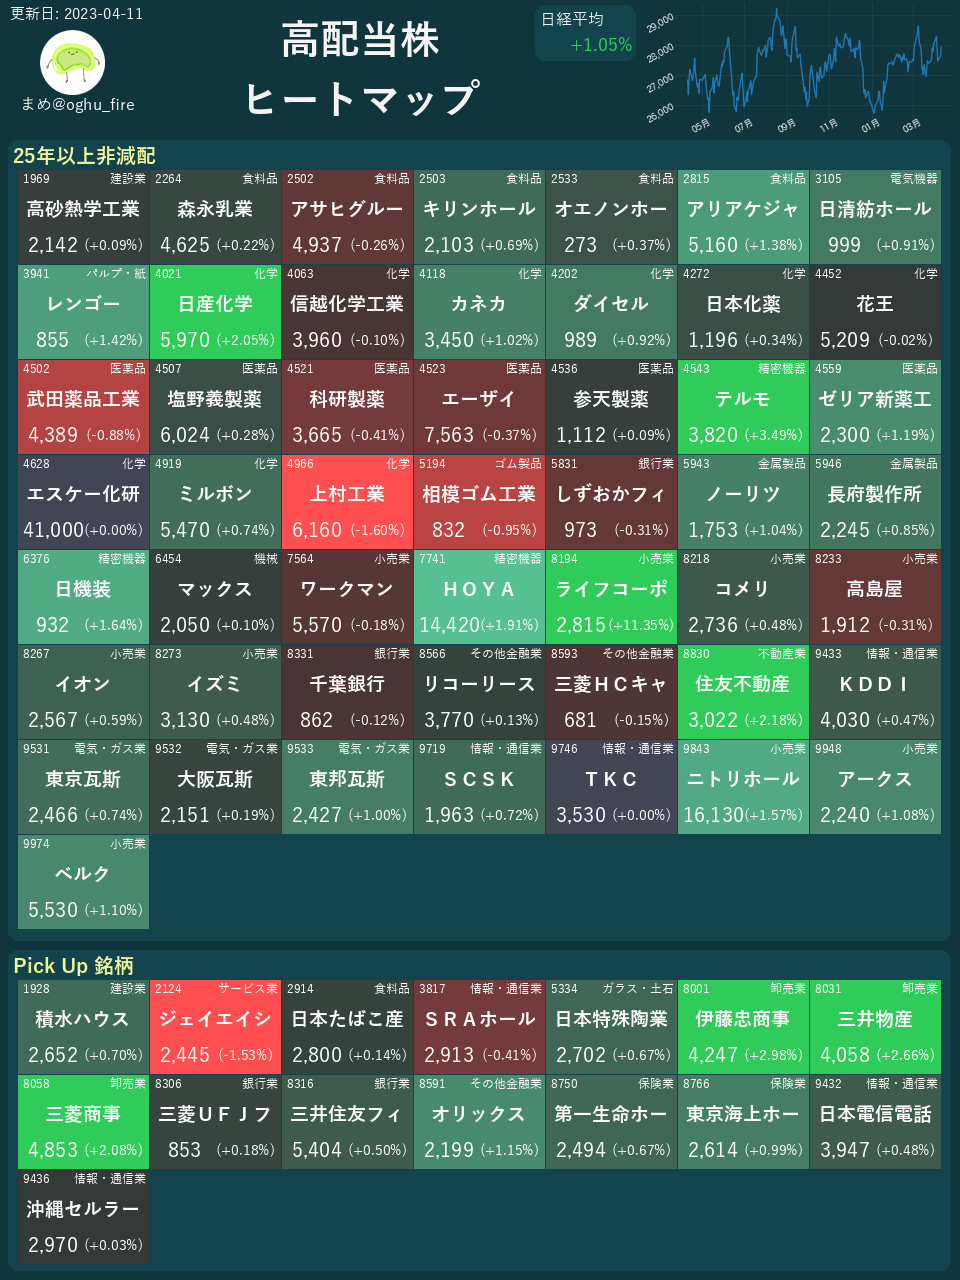 更新日: 2023-04-11
まめ@oghu_fire
高配当株
ヒートマップ
日経平均
+1.05%
29,000
28,000
27,000
26,000
05月 07月 09月 11月 01月 03月
25年以上非減配
1969 建設業 2264 食料品 2502 食料品 2503 食料品 2533 食料品 2815 食料品 3105 電気機器
高砂熱学工業 森永乳業 アサヒグルー キリンホール オエノンホー アリアケジャ 日清紡ホール
2,142 (+0.09%) 4,625 (+0.22%) 4,937 (-0.26%) 2,103 (+0.69%) 273 (+0.37%) 5,160 (+1.38%) 999 (+0.91%)
3941 パルプ・紙 4021 化学 4063 化学 4118 化学 4202 化学 4272 化学 4452 化学
レンゴー 日産化学 信越化学工業 カネカ ダイセル 日本化薬 花王
855 (+1.42%) 5,970 (+2.05%) 3,960 (-0.10%) 3,450 (+1.02%) 989 (+0.92%) 1,196 (+0.34%) 5,209 (-0.02%)
4502 医薬品 4507 医薬品 4521 医薬品 4523 医薬品 4536 医薬品 4543 精密機器 4559 医薬品
武田薬品工業 塩野義製薬 科研製薬 エーザイ 参天製薬 テルモ ゼリア新薬工
4,389 (-0.88%) 6,024 (+0.28%) 3,665 (-0.41%) 7,563 (-0.37%) 1,112 (+0.09%) 3,820 (+3.49%) 2,300 (+1.19%)
4628 化学 4919 化学 4966 化学 5194 ゴム製品 5831 銀行業 5943 金属製品 5946 金属製品
エスケー化研 ミルボン 上村工業 相模ゴム工業 しずおかフィ ノーリツ 長府製作所
41,000(+0.00%) 5,470 (+0.74%) 6,160 (-1.60%) 832 (-0.95%) 973 (-0.31%) 1,753 (+1.04%) 2,245 (+0.85%)
6376 精密機器 6454 機械 7564 小売業 7741 精密機器 8194 小売業 8218 小売業 8233 小売業
日機装 マックス ワークマン ＨＯＹＡ ライフコーポ コメリ 高島屋
932 (+1.64%) 2,050 (+0.10%) 5,570 (-0.18%) 14,420(+1.91%) 2,815(+11.35%) 2,736 (+0.48%) 1,912 (-0.31%)
8267 小売業 8273 小売業 8331 銀行業 8566 その他金融業 8593 その他金融業 8830 不動産業 9433 情報・通信業
イオン イズミ 千葉銀行 リコーリース 三菱ＨＣキャ 住友不動産 ＫＤＤＩ
2,567 (+0.59%) 3,130 (+0.48%) 862 (-0.12%) 3,770 (+0.13%) 681 (-0.15%) 3,022 (+2.18%) 4,030 (+0.47%)
9531 電気・ガス業 9532 電気・ガス業 9533 電気・ガス業 9719 情報・通信業 9746 情報・通信業 9843 小売業 9948 小売業
東京瓦斯 大阪瓦斯 東邦瓦斯 ＳＣＳＫ ＴＫＣ ニトリホール アークス
2,466 (+0.74%) 2,151 (+0.19%) 2,427 (+1.00%) 1,963 (+0.72%) 3,530 (+0.00%) 16,130(+1.57%) 2,240 (+1.08%)
9974 小売業
ベルク
5,530 (+1.10%)
Pick Up 銘柄
1928 建設業 2124 サービス業 2914 食料品 3817 情報・通信業 5334 ガラス・土石 8001 卸売業 8031 卸売業
積水ハウス ジェイエイシ 日本たばこ産 ＳＲＡホール 日本特殊陶業 伊藤忠商事 三井物産
2,652 (+0.70%) 2,445 (-1.53%) 2,800 (+0.14%) 2,913 (-0.41%) 2,702 (+0.67%) 4,247 (+2.98%) 4,058 (+2.66%)
8058 卸売業 8306 銀行業 8316 銀行業 8591 その他金融業 8750 保険業 8766 保険業 9432 情報・通信業
三菱商事 三菱ＵＦＪフ 三井住友フィ オリックス 第一生命ホー 東京海上ホー 日本電信電話
4,853 (+2.08%) 853 (+0.18%) 5,404 (+0.50%) 2,199 (+1.15%) 2,494 (+0.67%) 2,614 (+0.99%) 3,947 (+0.48%)
9436 情報・通信業
沖縄セルラー
2,970 (+0.03%)